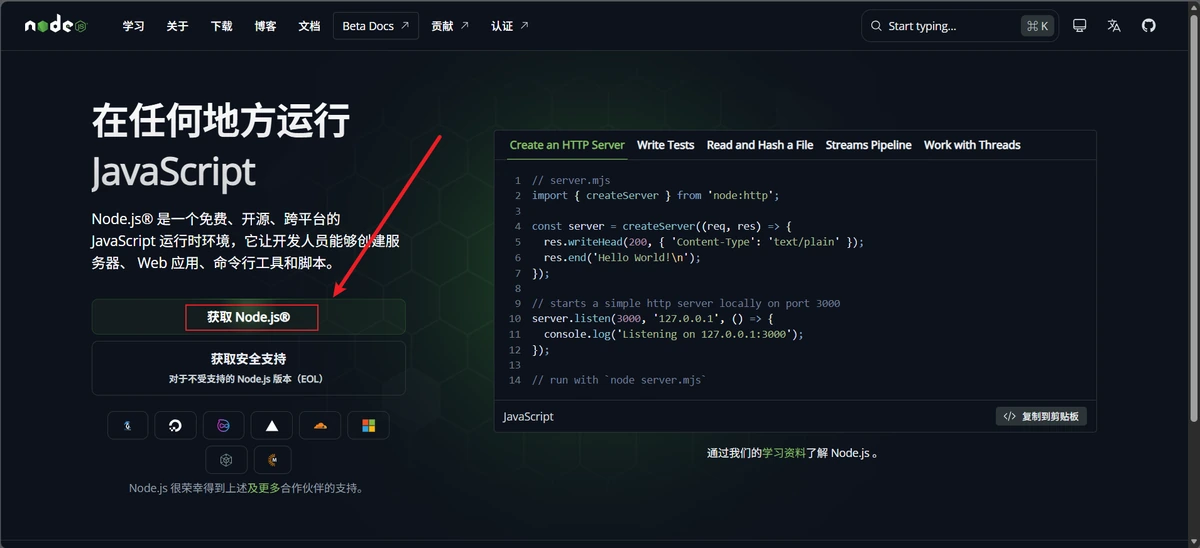 node JS
学习
关于
下载
博客
文档
Beta Docs
贡献
认证
Start typing...
⌘ K
在任何地方运行
JavaScript
Node.js® 是一个免费、开源、跨平台的
JavaScript 运行时环境，它让开发人员能够创建服
务器、 Web 应用、命令行工具和脚本。
获取 Node.js®
获取安全支持
对于不受支持的 Node.js 版本（EOL）
Node.js 很荣幸得到上述及更多合作伙伴的支持。
Create an HTTP Server
Write Tests
Read and Hash a File
Streams Pipeline
Work with Threads
1 // server.mjs
2 import { createServer } from 'node:http';
3
4 const server = createServer((req, res) => {
5   res.writeHead(200, { 'Content-Type': 'text/plain' });
6   res.end('Hello World!\n');
7 });
8
9 // starts a simple http server locally on port 3000
10 server.listen(3000, '127.0.0.1', () => {
11   console.log('Listening on 127.0.0.1:3000');
12 });
13
14 // run with `node server.mjs`
JavaScript
</> 复制到剪贴板
通过我们的学习资料了解 Node.js 。